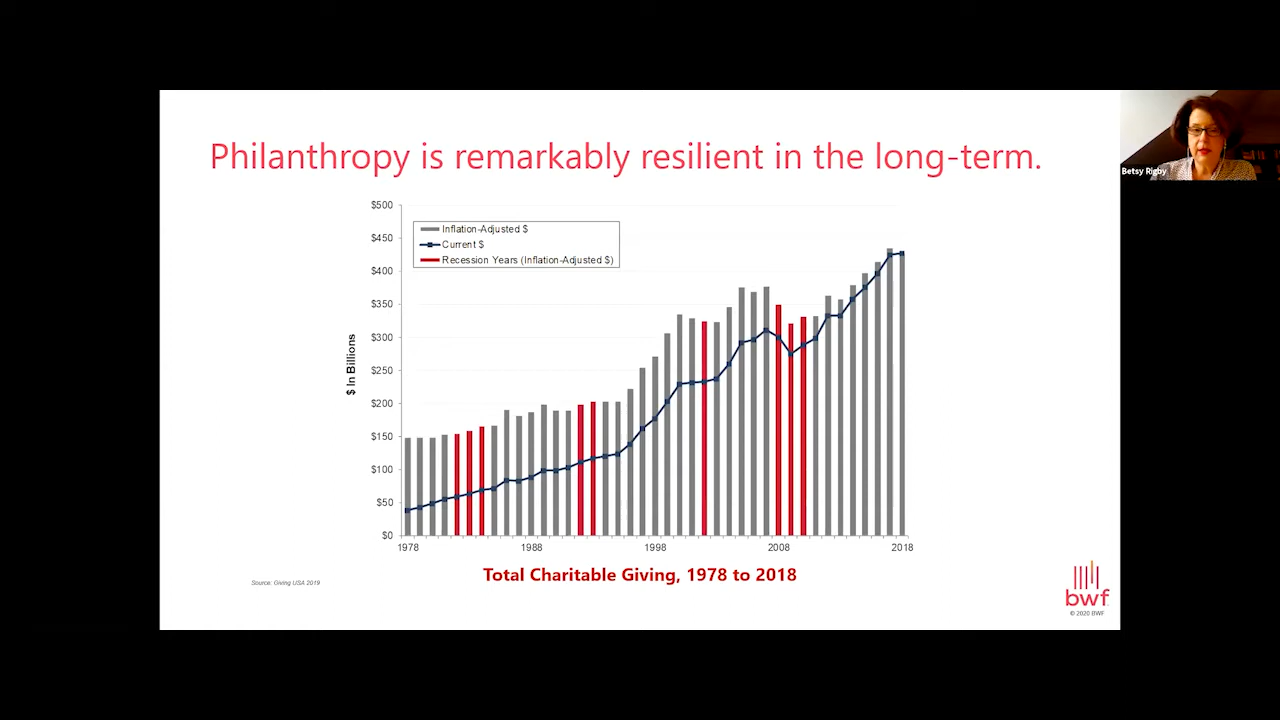 Philanthropy is remarkably resilient in the long-term.
Betsy Rigby
$500
$450
$400
$350
$300
$250
$200
$150
$100
$50
$0
$ In Billions
Inflation-Adjusted $
Current $
Recession Years (Inflation-Adjusted $)
1978
1988
1998
2008
2018
Total Charitable Giving, 1978 to 2018
Source: Giving USA 2019
bwf
© 2020 BWF